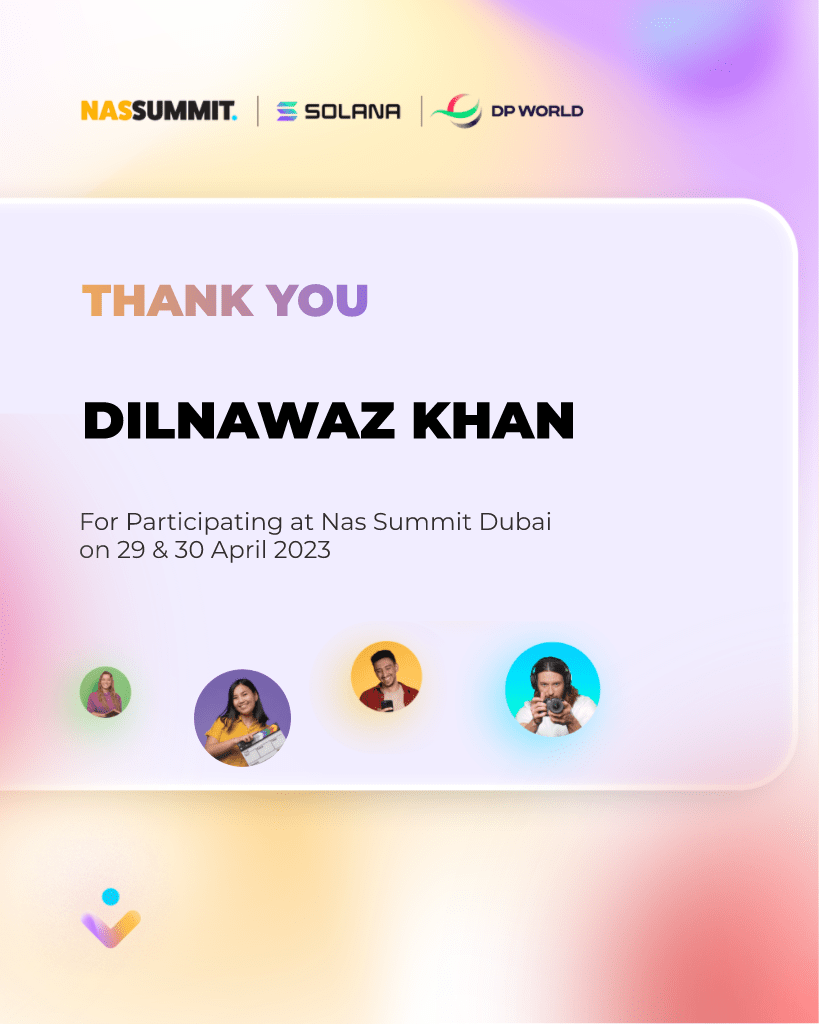 NASSUMMIT. | SOLANA | DP WORLD
THANK YOU
DILNAWAZ KHAN
For Participating at Nas Summit Dubai
on 29 & 30 April 2023